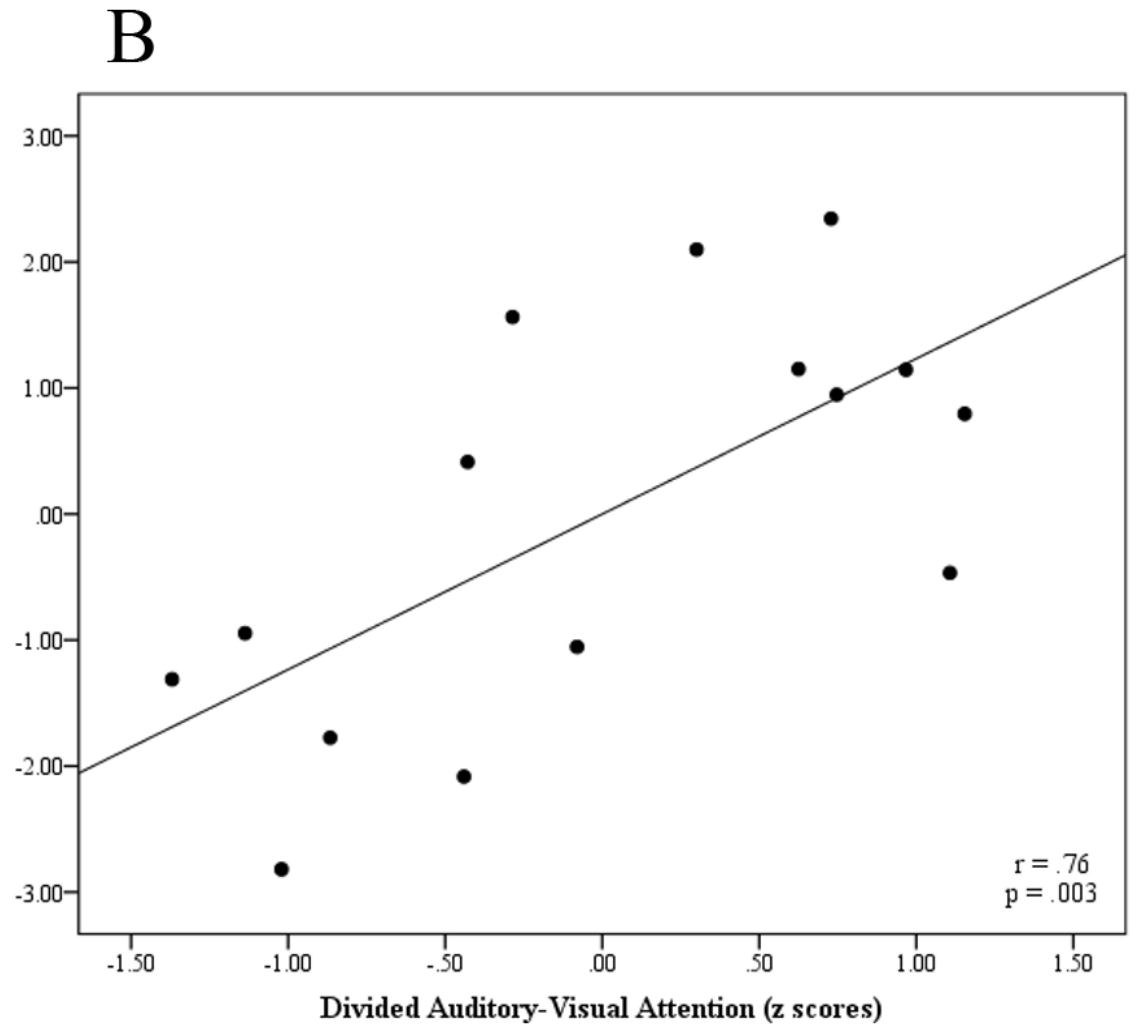 B
3.00
2.00
1.00
.00
-1.00
-2.00
-3.00
r = .76
p = .003
-1.50 -1.00 -.50 .00 .50 1.00 1.50
Divided Auditory-Visual Attention (z scores)